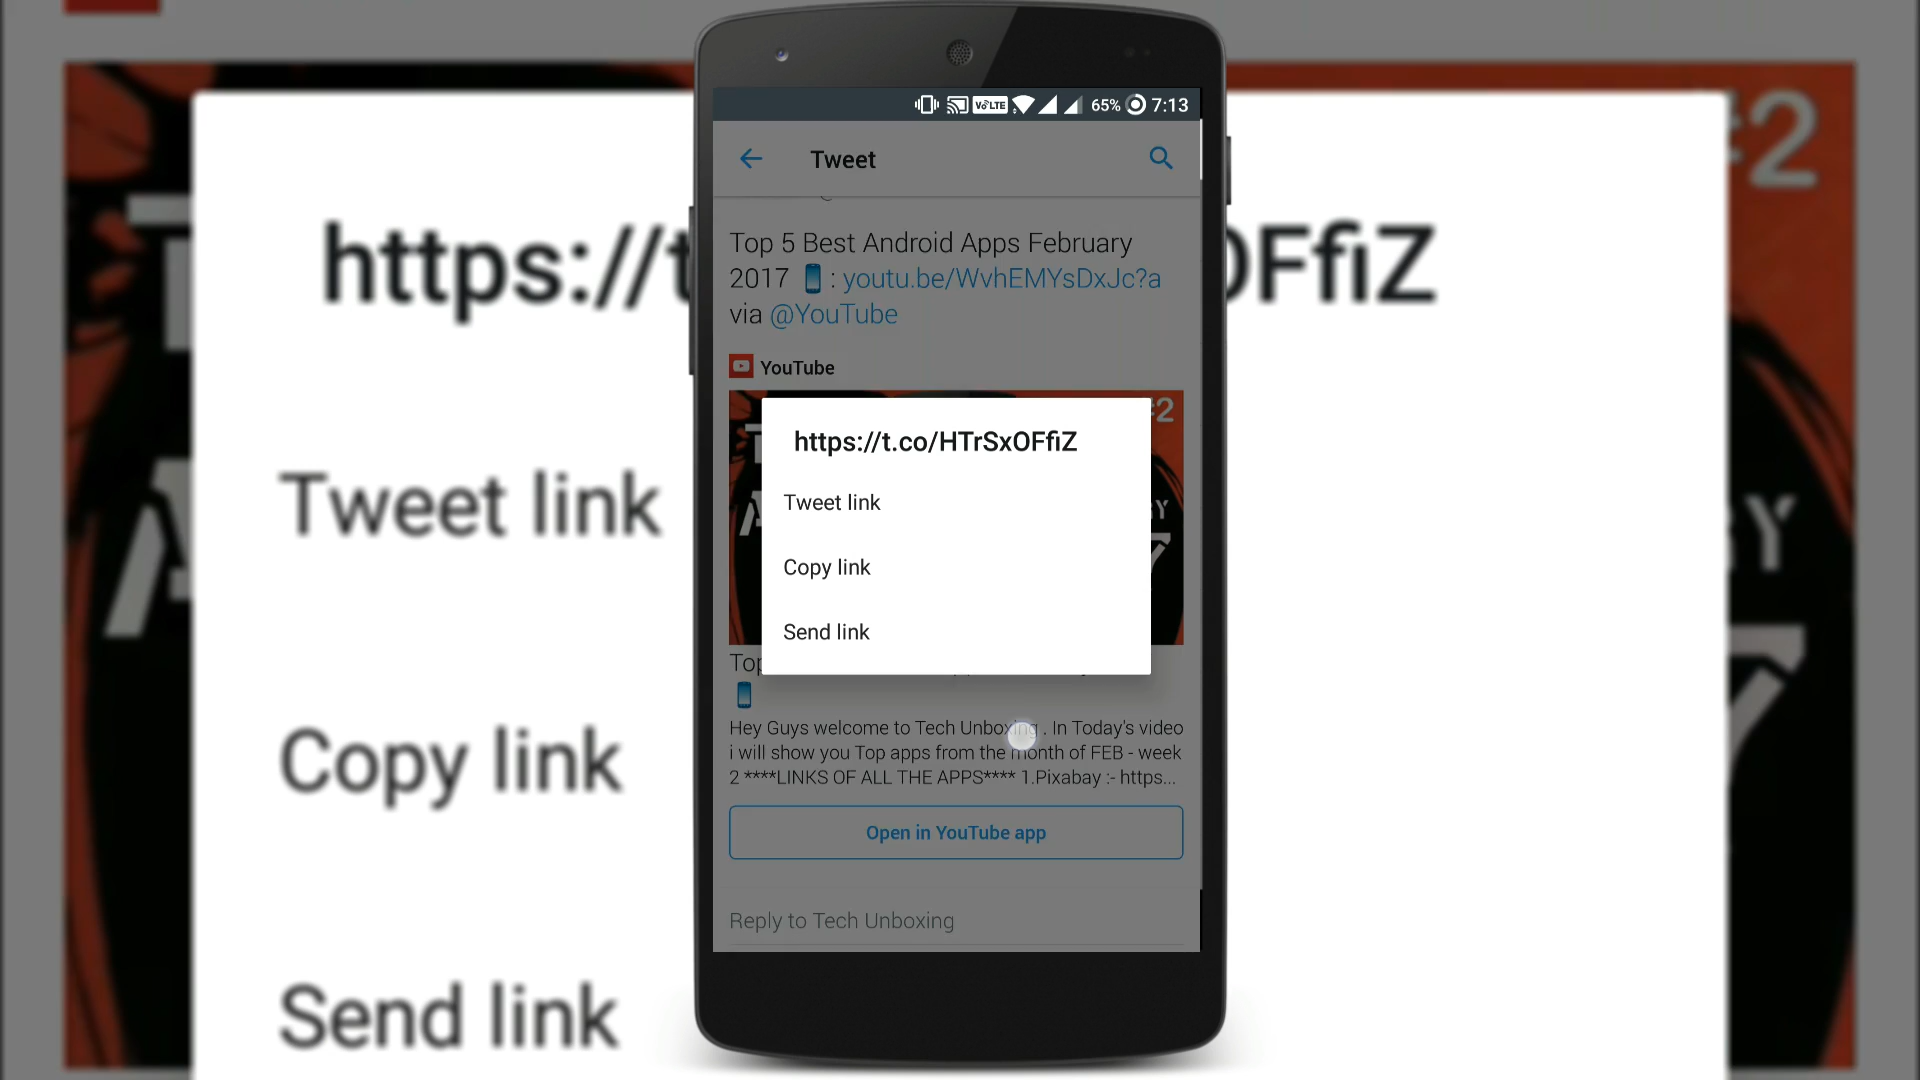 VoLTE 65% 7:13
Tweet
Top 5 Best Android Apps February
2017 : youtu.be/WvhEMYsDxJc?a
via @YouTube
YouTube
#2
https://t.co/HTrSxOFfiZ
Tweet link
Copy link
Send link
Top
Hey Guys welcome to Tech Unboxing . In Today's video
i will show you Top apps from the month of FEB - week
2 ****LINKS OF ALL THE APPS**** 1.Pixabay :- https...
Open in YouTube app
Reply to Tech Unboxing
https://t
OFfiZ
Tweet link
Copy link
Send link